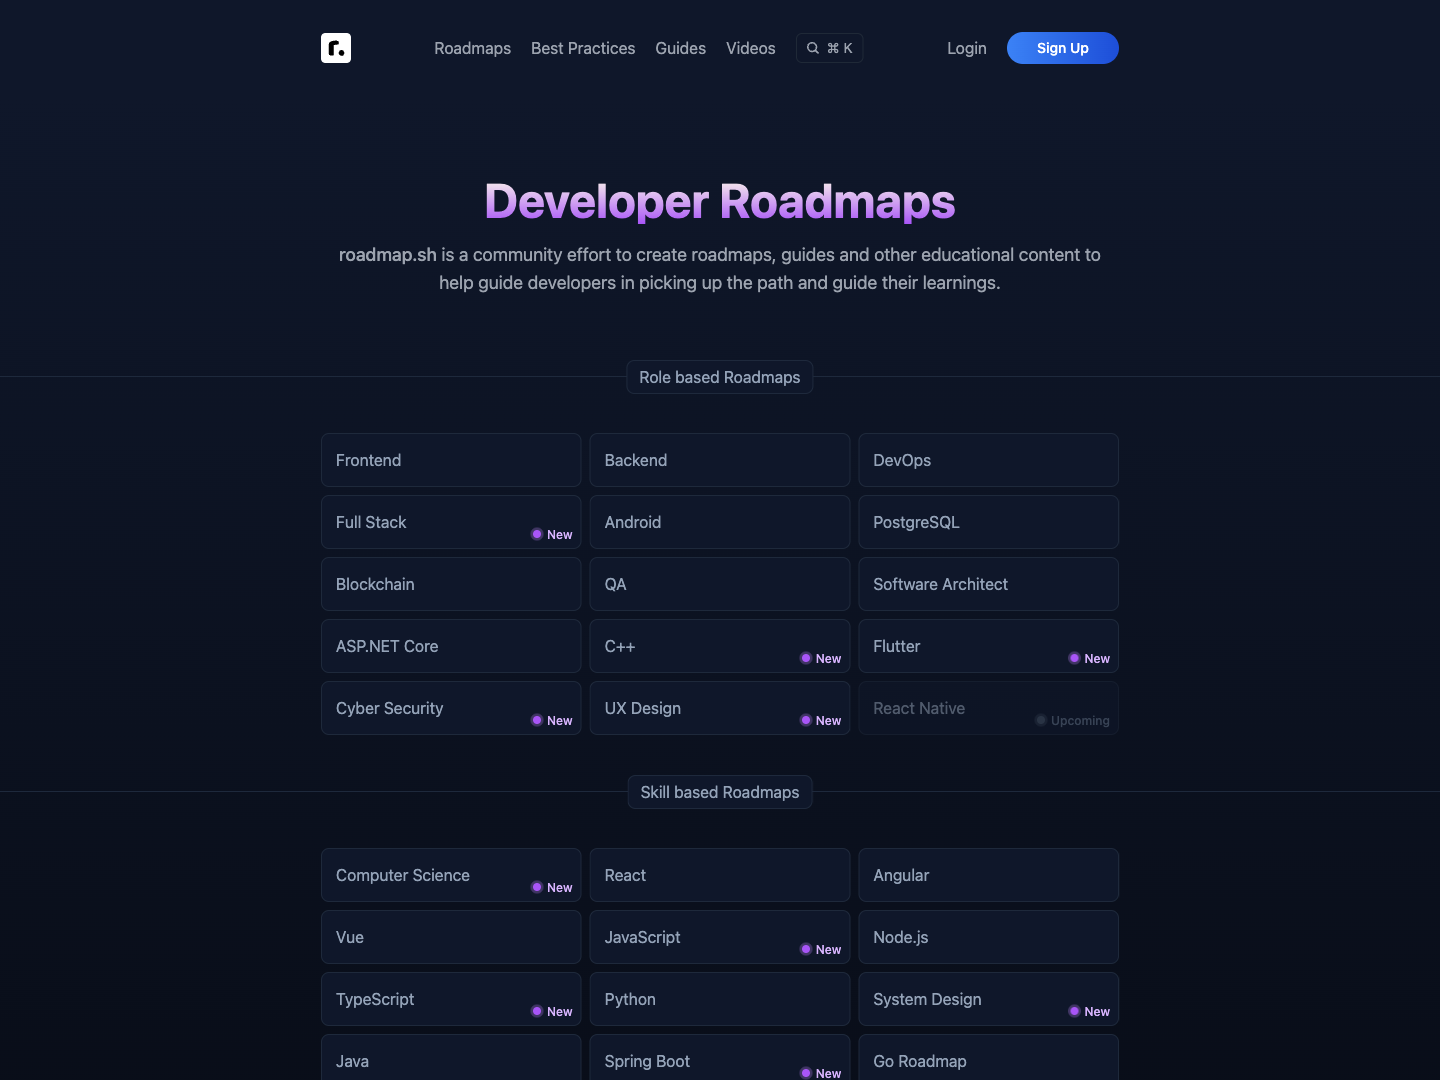 r.
Roadmaps Best Practices Guides Videos ⌘ K Login Sign Up
Developer Roadmaps
roadmap.sh is a community effort to create roadmaps, guides and other educational content to
help guide developers in picking up the path and guide their learnings.
Role based Roadmaps
Frontend
Backend
DevOps
Full Stack New
Android
PostgreSQL
Blockchain
QA
Software Architect
ASP.NET Core
C++ New
Flutter New
Cyber Security New
UX Design New
React Native Upcoming
Skill based Roadmaps
Computer Science New
React
Angular
Vue
JavaScript New
Node.js
TypeScript New
Python
System Design New
Java
Spring Boot New
Go Roadmap